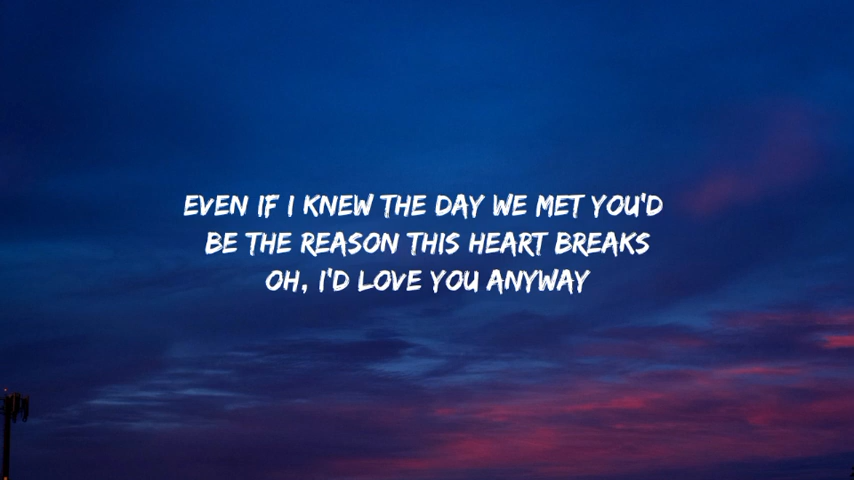 EVEN IF I KNEW THE DAY WE MET YOU'D
BE THE REASON THIS HEART BREAKS
OH, I'D LOVE YOU ANYWAY